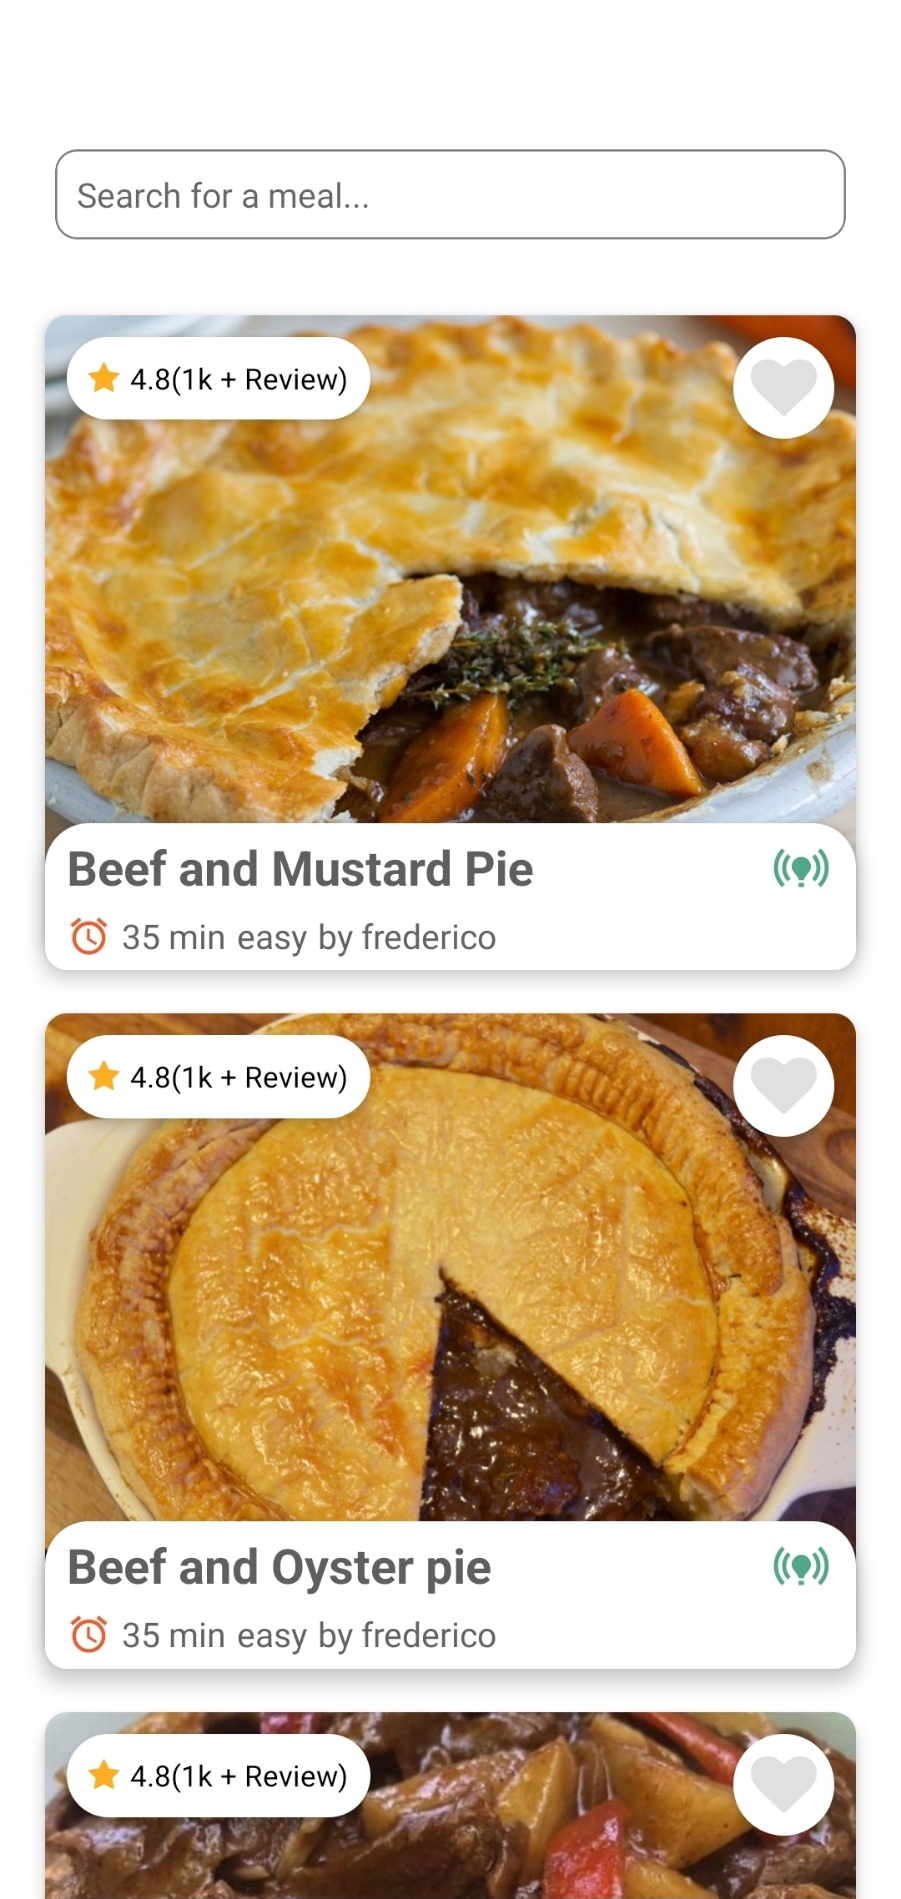 Search for a meal...
4.8(1k + Review)
Beef and Mustard Pie
35 min easy by frederico
4.8(1k + Review)
Beef and Oyster pie
35 min easy by frederico
4.8(1k + Review)